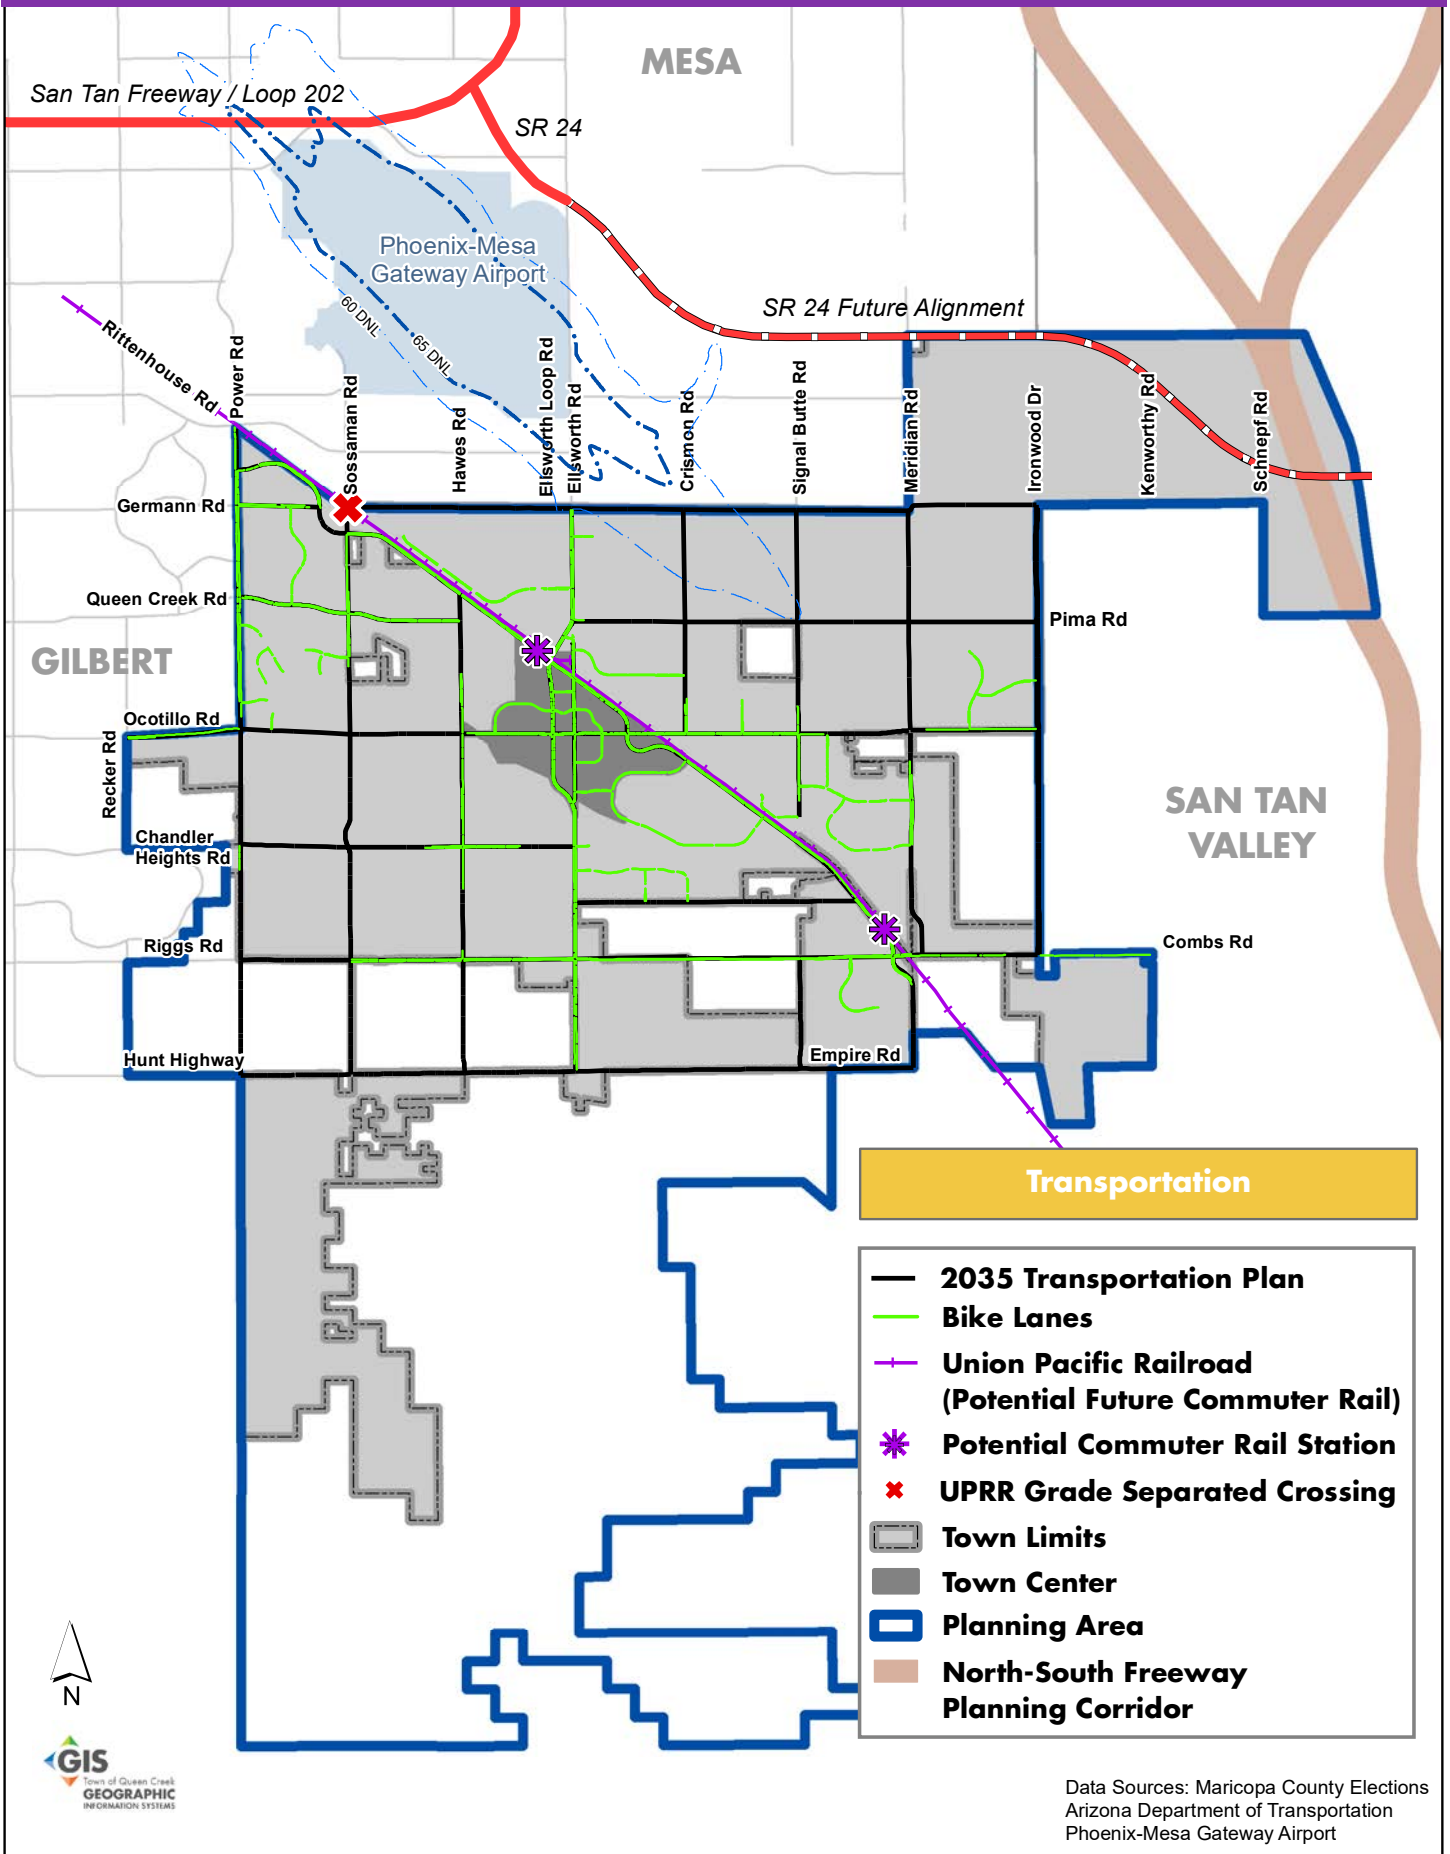 MESA
San Tan Freeway / Loop 202
SR 24
Phoenix-Mesa
Gateway Airport
60 DNL
65 DNL
SR 24 Future Alignment
Rittenhouse Rd
Power Rd
Sossaman Rd
Hawes Rd
Ellsworth Loop Rd
Ellsworth Rd
Crismon Rd
Signal Butte Rd
Meridian Rd
Ironwood Dr
Kenworthy Rd
Schnepf Rd
Germann Rd
Queen Creek Rd
Pima Rd
GILBERT
Ocotillo Rd
Recker Rd
SAN TAN
VALLEY
Chandler
Heights Rd
Riggs Rd
Combs Rd
Hunt Highway
Empire Rd
Transportation
2035 Transportation Plan
Bike Lanes
Union Pacific Railroad
(Potential Future Commuter Rail)
Potential Commuter Rail Station
UPRR Grade Separated Crossing
Town Limits
Town Center
Planning Area
North-South Freeway
Planning Corridor
N
GIS
Town of Queen Creek
GEOGRAPHIC
INFORMATION SYSTEMS
Data Sources: Maricopa County Elections
Arizona Department of Transportation
Phoenix-Mesa Gateway Airport